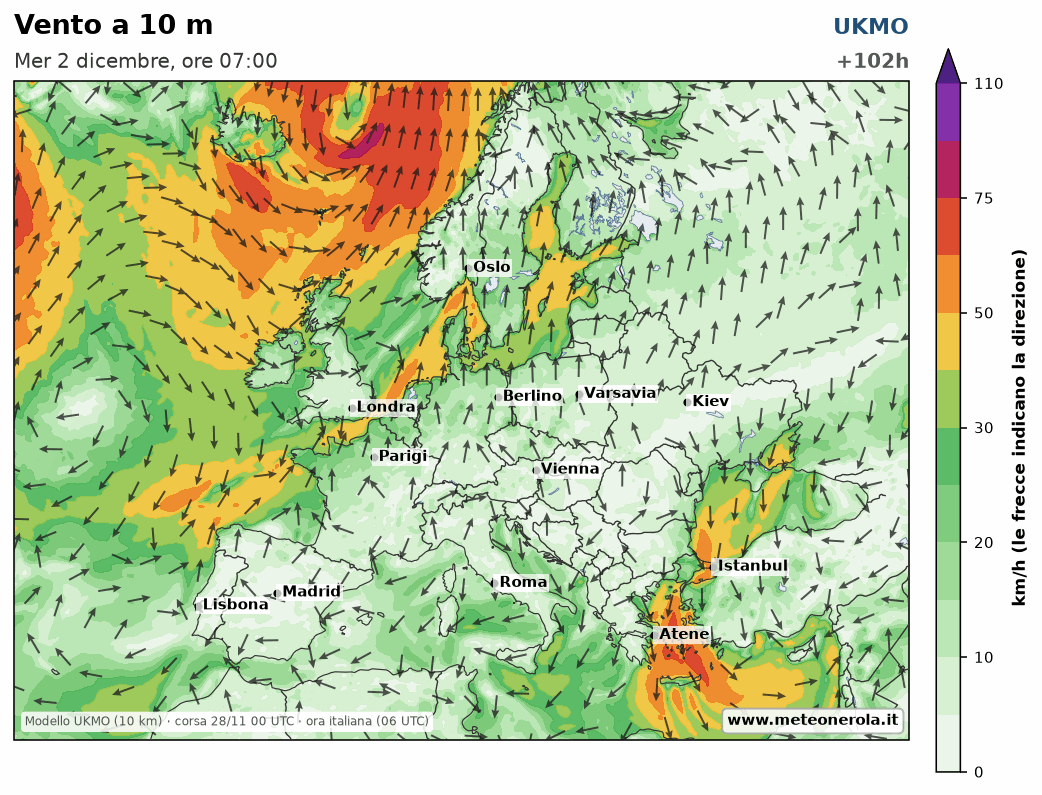 Vento a 10 m
UKMO
Mer 2 dicembre, ore 07:00
+102h
110
75
50
30
20
10
0
km/h (le frecce indicano la direzione)
Oslo
Londra
Berlino
Varsavia
Kiev
Parigi
Vienna
Istanbul
Roma
Madrid
Lisbona
Atene
Modello UKMO (10 km) · corsa 28/11 00 UTC · ora italiana (06 UTC)
www.meteonerola.it